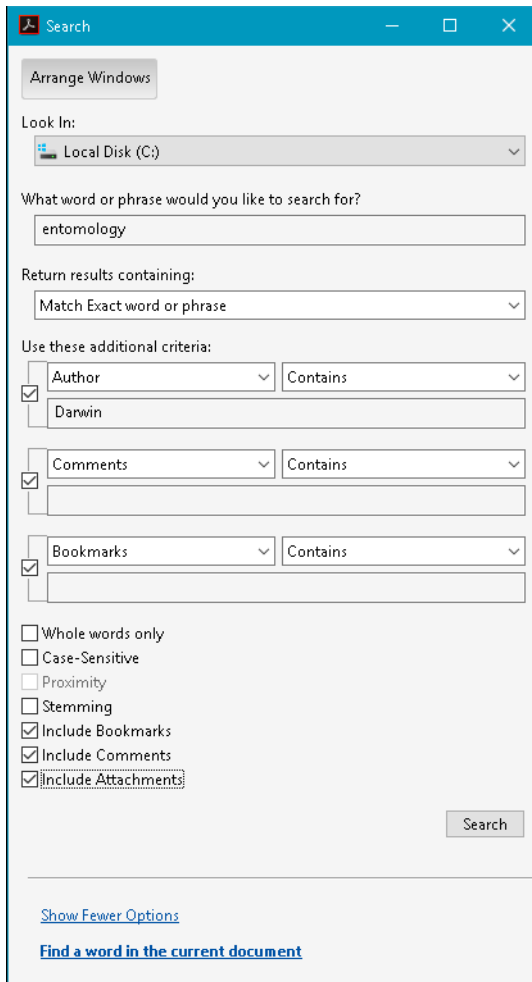 Search
Arrange Windows
Look In:
Local Disk (C:)
What word or phrase would you like to search for?
entomology
Return results containing:
Match Exact word or phrase
Use these additional criteria:
Author Contains
Darwin
Comments Contains
Bookmarks Contains
Whole words only
Case-Sensitive
Proximity
Stemming
Include Bookmarks
Include Comments
Include Attachments
Search
Show Fewer Options
Find a word in the current document